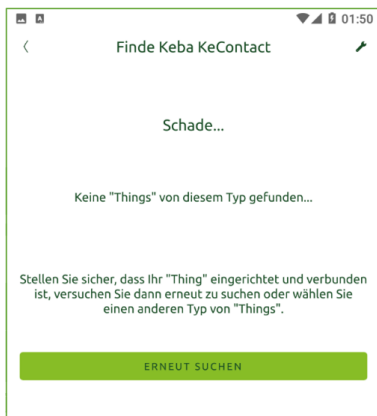 01:50
Finde Keba KeContact
Schade...
Keine "Things" von diesem Typ gefunden...
Stellen Sie sicher, dass Ihr "Thing" eingerichtet und verbunden
ist, versuchen Sie dann erneut zu suchen oder wählen Sie
einen anderen Typ von "Things".
ERNEUT SUCHEN